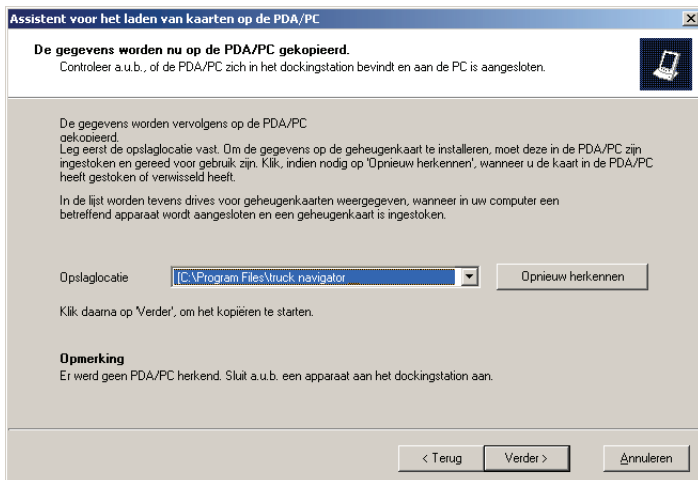 Assistent voor het laden van kaarten op de PDA/PC
De gegevens worden nu op de PDA/PC gekopieerd.
Controleer a.u.b., of de PDA/PC zich in het dockingstation bevindt en aan de PC is aangesloten.
De gegevens worden vervolgens op de PDA/PC
gekopieerd.
Leg eerst de opslaglocatie vast. Om de gegevens op de geheugenkaart te installeren, moet deze in de PDA/PC zijn
ingestoken en gereed voor gebruik zijn. Klik, indien nodig op 'Opnieuw herkennen', wanneer u de kaart in de PDA/PC
heeft gestoken of verwisseld heeft.
In de lijst worden tevens drives voor geheugenkaarten weergegeven, wanneer in uw computer een
betreffend apparaat wordt aangesloten en een geheugenkaart is ingestoken.
Opslaglocatie [C:\Program Files\truck navigator Opnieuw herkennen
Klik daarna op 'Verder', om het kopiëren te starten.
Opmerking
Er werd geen PDA/PC herkend. Sluit a.u.b. een apparaat aan het dockingstation aan.
< Terug Verder > Annuleren